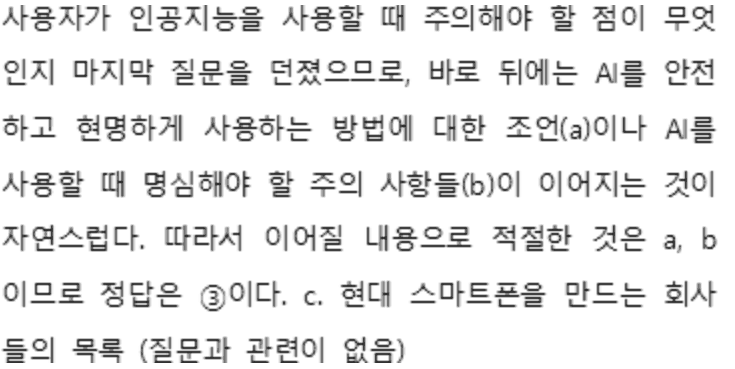 사용자가 인공지능을 사용할 때 주의해야 할 점이 무엇
인지 마지막 질문을 던졌으므로, 바로 뒤에는 AI를 안전
하고 현명하게 사용하는 방법에 대한 조언(a)이나 AI를
사용할 때 명심해야 할 주의 사항들(b)이 이어지는 것이
자연스럽다. 따라서 이어질 내용으로 적절한 것은 a, b
이므로 정답은 ③이다. c. 현대 스마트폰을 만드는 회사
들의 목록 (질문과 관련이 없음)